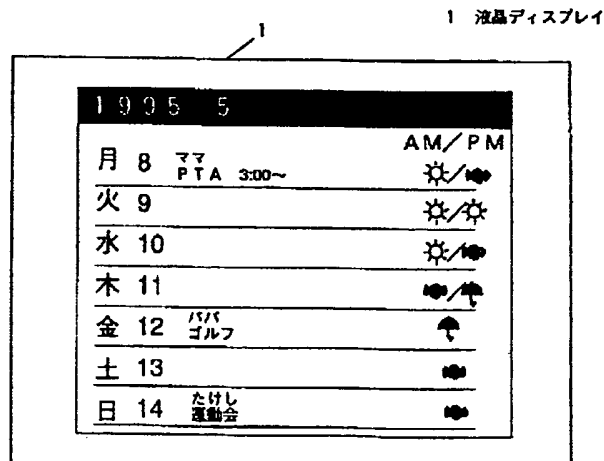 1 液晶ディスプレイ
1
1995 5
AM/PM
月 8 ママ PTA 3:00~
火 9
水 10
木 11
金 12 パパ ゴルフ
土 13
日 14 たけし 運動会